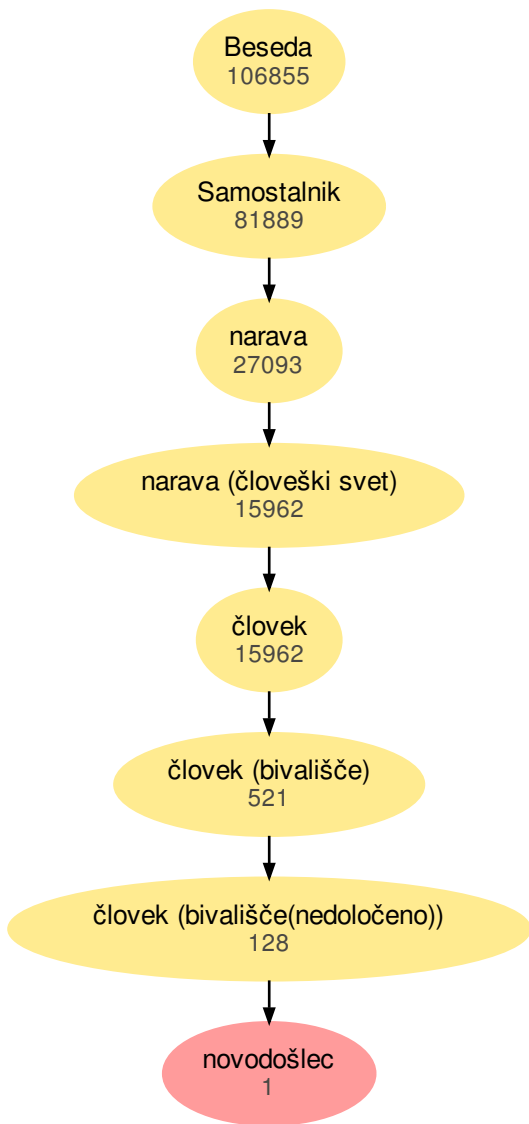 Beseda
106855
Samostalnik
81889
narava
27093
narava (človeški svet)
15962
človek
15962
človek (bivališče)
521
človek (bivališče(nedoločeno))
128
novodošlec
1